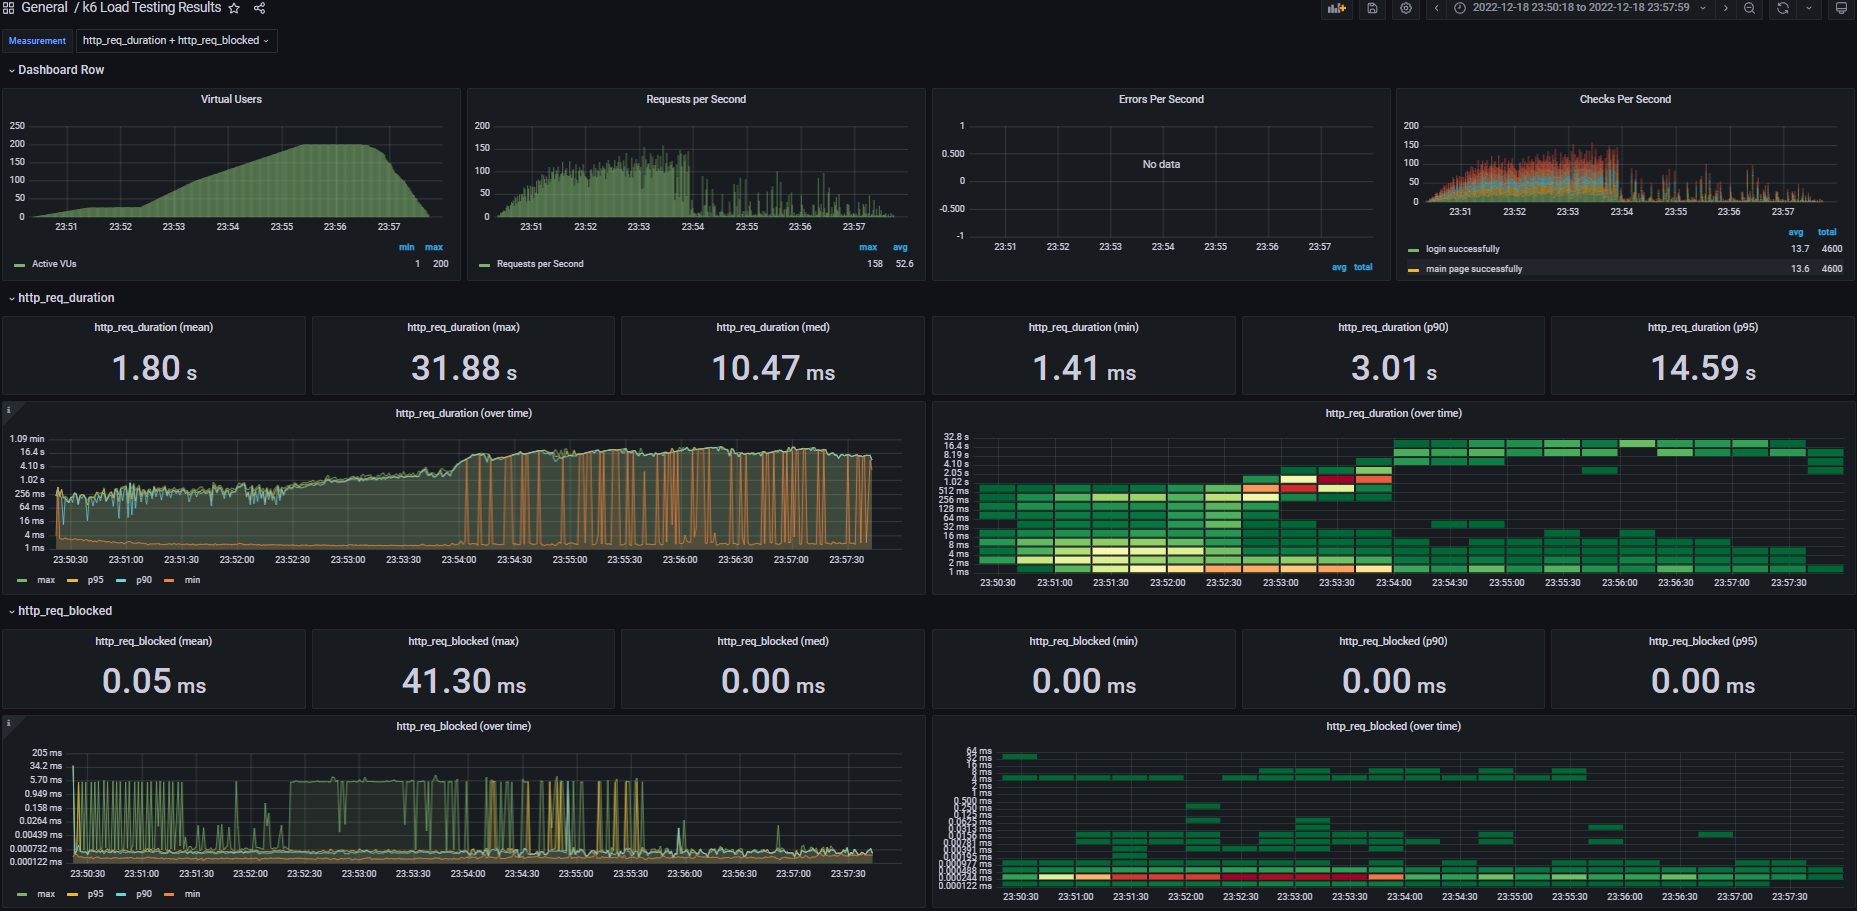 General / k6 Load Testing Results
2022-12-18 23:50:18 to 2022-12-18 23:57:59
Measurement http_req_duration + http_req_blocked
Dashboard Row
Virtual Users
250
200
150
100
50
0
23:51 23:52 23:53 23:54 23:55 23:56 23:57
min max
Active VUs 1 200
Requests per Second
200
150
100
50
0
23:51 23:52 23:53 23:54 23:55 23:56 23:57
max avg
Requests per Second 158 52.6
Errors Per Second
1
0.500
0
-0.500
-1
No data
23:51 23:52 23:53 23:54 23:55 23:56 23:57
avg total
Checks Per Second
200
150
100
50
0
23:51 23:52 23:53 23:54 23:55 23:56 23:57
avg total
login successfully 13.7 4600
main page successfully 13.6 4600
http_req_duration
http_req_duration (mean)
1.80 s
http_req_duration (max)
31.88 s
http_req_duration (med)
10.47 ms
http_req_duration (min)
1.41 ms
http_req_duration (p90)
3.01 s
http_req_duration (p95)
14.59 s
http_req_duration (over time)
1.09 min
16.4 s
4.10 s
1.02 s
256 ms
64 ms
16 ms
4 ms
1 ms
23:50:30 23:51:00 23:51:30 23:52:00 23:52:30 23:53:00 23:53:30 23:54:00 23:54:30 23:55:00 23:55:30 23:56:00 23:56:30 23:57:00 23:57:30
max p95 p90 min
http_req_duration (over time)
32.8 s
16.4 s
8.19 s
4.10 s
2.05 s
1.02 s
512 ms
256 ms
128 ms
64 ms
32 ms
16 ms
8 ms
4 ms
2 ms
1 ms
23:50:30 23:51:00 23:51:30 23:52:00 23:52:30 23:53:00 23:53:30 23:54:00 23:54:30 23:55:00 23:55:30 23:56:00 23:56:30 23:57:00 23:57:30
http_req_blocked
http_req_blocked (mean)
0.05 ms
http_req_blocked (max)
41.30 ms
http_req_blocked (med)
0.00 ms
http_req_blocked (min)
0.00 ms
http_req_blocked (p90)
0.00 ms
http_req_blocked (p95)
0.00 ms
http_req_blocked (over time)
205 ms
34.2 ms
5.70 ms
0.949 ms
0.158 ms
0.0264 ms
0.00439 ms
0.000732 ms
0.000122 ms
23:50:30 23:51:00 23:51:30 23:52:00 23:52:30 23:53:00 23:53:30 23:54:00 23:54:30 23:55:00 23:55:30 23:56:00 23:56:30 23:57:00 23:57:30
max p95 p90 min
http_req_blocked (over time)
64 ms
32 ms
16 ms
8 ms
4 ms
2 ms
1 ms
0.500 ms
0.250 ms
0.125 ms
0.0625 ms
0.0313 ms
0.0156 ms
0.00781 ms
0.00391 ms
0.00195 ms
0.000977 ms
0.000488 ms
0.000244 ms
0.000122 ms
23:50:30 23:51:00 23:51:30 23:52:00 23:52:30 23:53:00 23:53:30 23:54:00 23:54:30 23:55:00 23:55:30 23:56:00 23:56:30 23:57:00 23:57:30